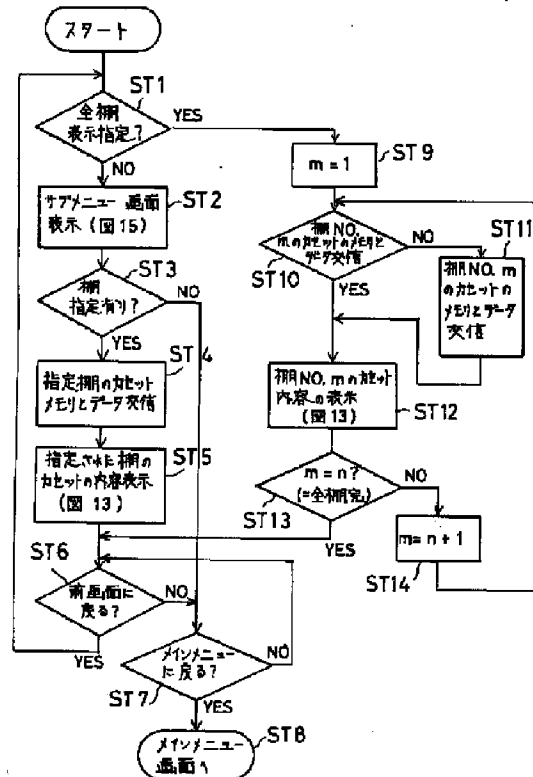 スタート
ST1
全棚
表示指定?
YES
NO
サブメニュー画面
表示(図15)
ST2
ST3
棚
指定有り?
NO
YES
指定棚のカセット
メモリとデータ交信
ST4
指定された棚の
カセットの内容表示
(図13)
ST5
ST6
前画面に
戻る?
NO
YES
メインメニュー
に戻る?
NO
ST7
YES
メインメニュー
画面へ
ST8
m=1
ST9
棚NO.
mのカセットのメモリと
データ交信
ST10
NO
YES
ST11
棚NO.m
のカセットの
メモリとデータ
交信
棚NO.mのカセット
内容の表示
(図13)
ST12
m=n?
(=全棚完)
NO
ST13
YES
m=n+1
ST14